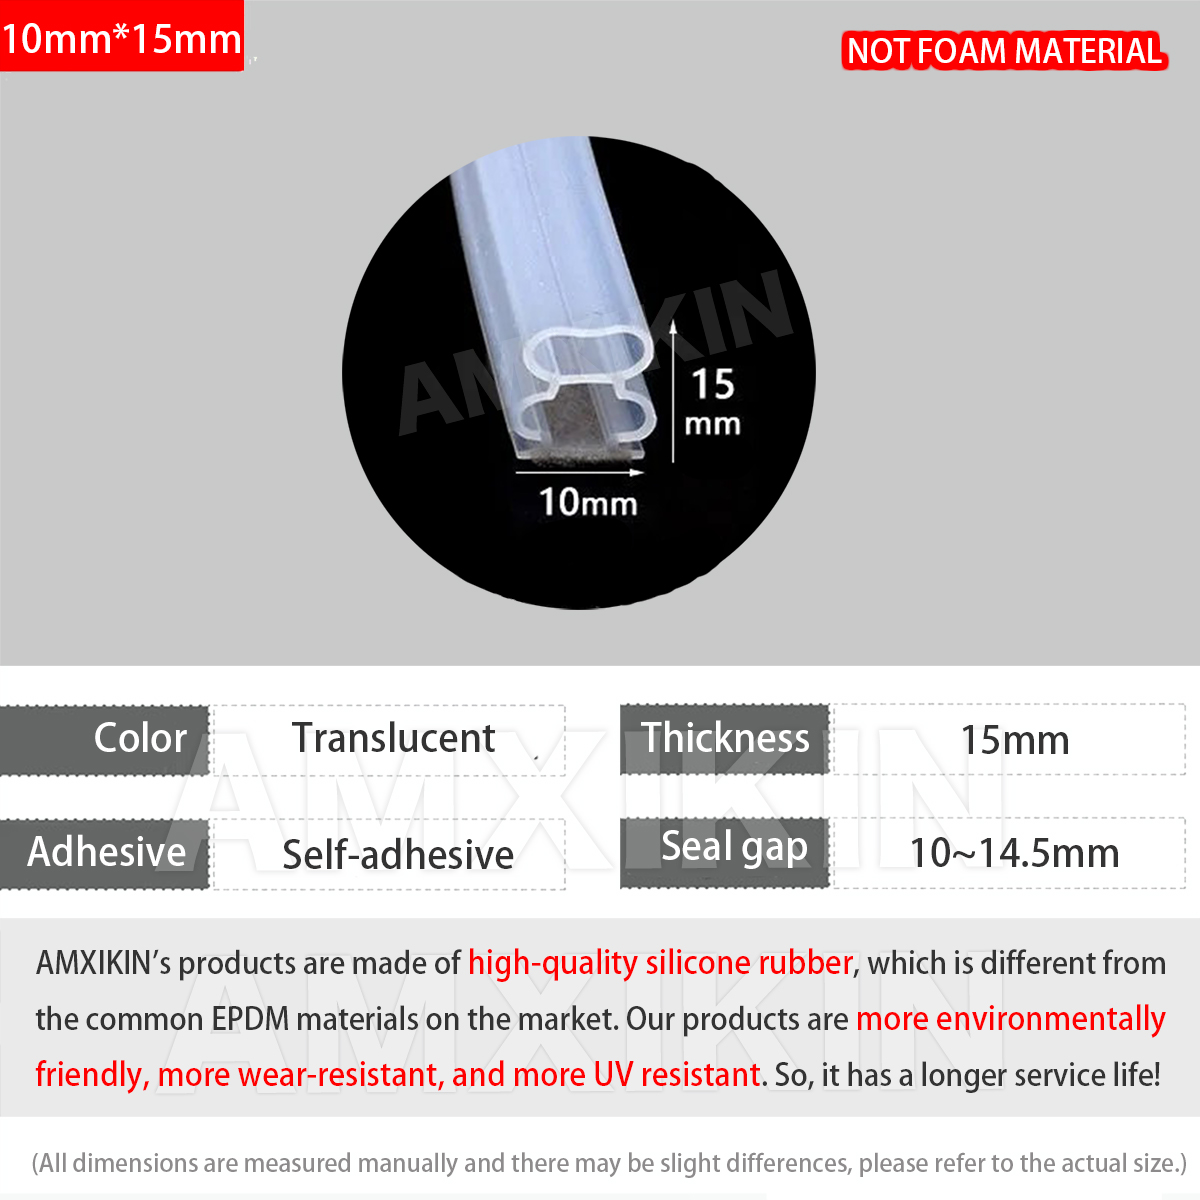 10mm*15mm
NOT FOAM MATERIAL
AMXIKIN
15
mm
10mm
Color
Translucent
Thickness
15mm
Adhesive
Self-adhesive
Seal gap
10~14.5mm
AMXIKIN
AMXIKIN's products are made of high-quality silicone rubber, which is different from
the common EPDM materials on the market. Our products are more environmentally
friendly, more wear-resistant, and more UV resistant. So, it has a longer service life!
AMXIKIN
(All dimensions are measured manually and there may be slight differences, please refer to the actual size.)